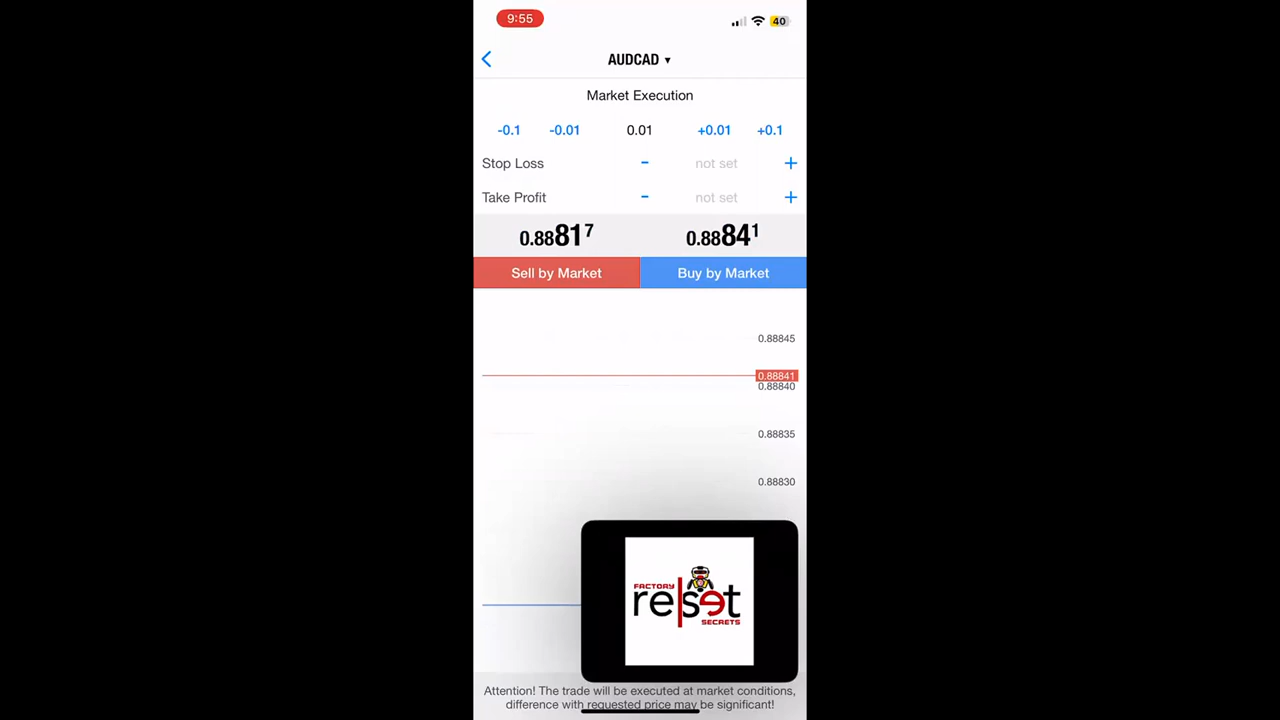 9:55
40
AUDCAD ▼
Market Execution
-0.1 -0.01 0.01 +0.01 +0.1
Stop Loss - not set +
Take Profit - not set +
0.88817 0.88841
Sell by Market Buy by Market
0.88845
0.88841
0.88840
0.88835
0.88830
FACTORY
reset
SECRETS
Attention! The trade will be executed at market conditions,
difference with requested price may be significant!